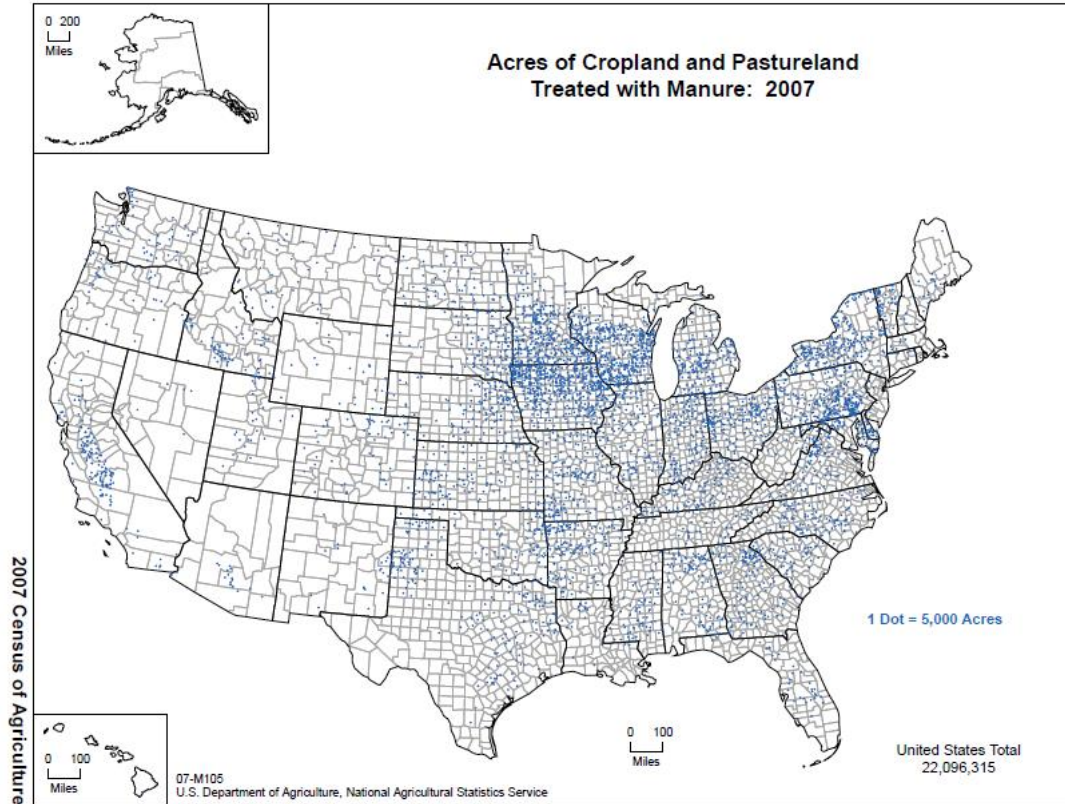 0 200
Miles
Acres of Cropland and Pastureland
Treated with Manure: 2007
1 Dot = 5,000 Acres
2007 Census of Agriculture
0 100
Miles
07-M105
U.S. Department of Agriculture, National Agricultural Statistics Service
0 100
Miles
United States Total
22,096,315